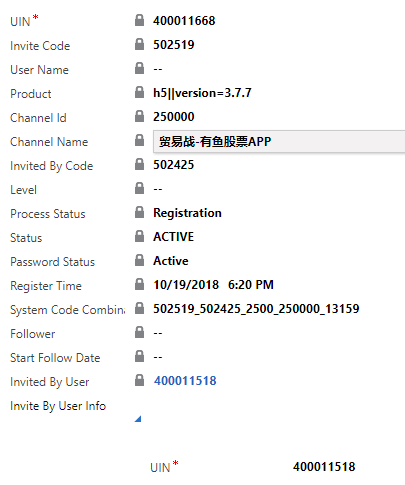 UIN* 400011668
Invite Code 502519
User Name --
Product h5||version=3.7.7
Channel Id 250000
Channel Name 贸易战-有鱼股票APP
Invited By Code 502425
Level --
Process Status Registration
Status ACTIVE
Password Status Active
Register Time 10/19/2018 6:20 PM
System Code Combina 502519_502425_2500_250000_13159
Follower --
Start Follow Date --
Invited By User 400011518
Invite By User Info
UIN* 400011518